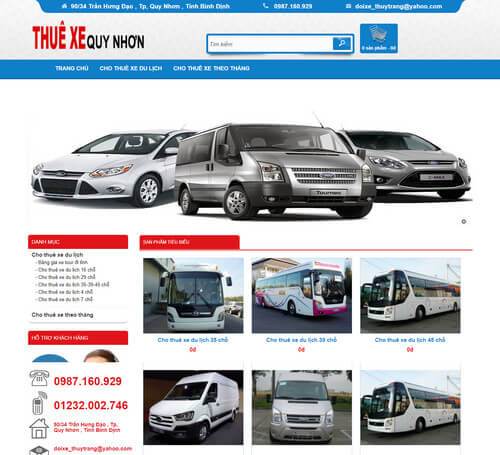 90/34 Trần Hưng Đạo , Tp, Quy Nhơn , Tỉnh Bình Định
0987.160.929
doixe_thuytrang@yahoo.com
THUÊ XE QUY NHƠN
Tìm kiếm
0 sản phẩm - 0đ
TRANG CHỦ
CHO THUÊ XE DU LỊCH
CHO THUÊ XE THEO THÁNG
Tourneo
C-MAX
DANH MỤC
Cho thuê xe du lịch
- Bảng giá xe tour đi tỉnh
- Cho thuê xe du lịch 16 chỗ
- Cho thuê xe du lịch 29 chỗ
- Cho thuê xe du lịch 35-39-45 chỗ
- Cho thuê xe du lịch 4 chỗ
- Cho thuê xe du lịch 7 chỗ
Cho thuê xe theo tháng
HỖ TRỢ KHÁCH HÀNG
0987.160.929
01232.002.746
90/34 Trần Hưng Đạo , Tp,
Quy Nhơn , Tỉnh Bình Định
doixe_thuytrang@yahoo.com
SẢN PHẨM TIÊU BIỂU
Cho thuê xe du lịch 35 chỗ
0đ
Cho thuê xe du lịch 39 chỗ
0đ
Cho thuê xe du lịch 45 chỗ
0đ